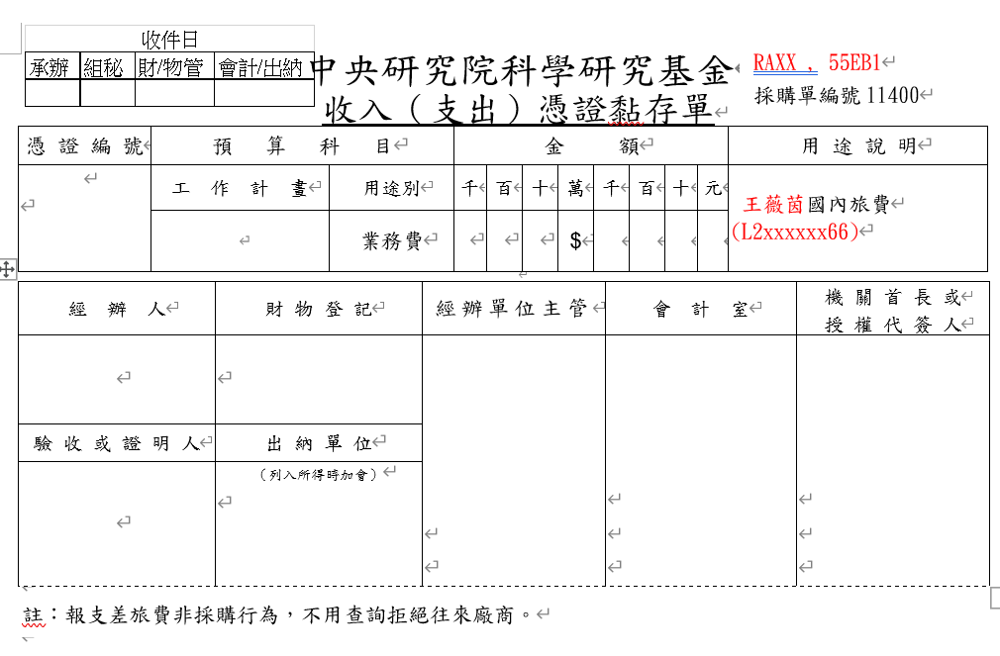 收件日
承辦 組秘 財/物管 會計/出納
中央研究院科學研究基金
收入（支出）憑證黏存單
RAXX , 55EB1
採購單編號 11400
憑證編號 預算科目 金額 用途說明
工作計畫 用途別 千 百 十 萬 千 百 十 元
業務費 $
王薇茵國內旅費
(L2xxxxxx66)
經辦人 財物登記 經辦單位主管 會計室 機關首長或
授權代簽人
驗收或證明人 出納單位
（列入所得時加會）
註：報支差旅費非採購行為，不用查詢拒絕往來廠商。